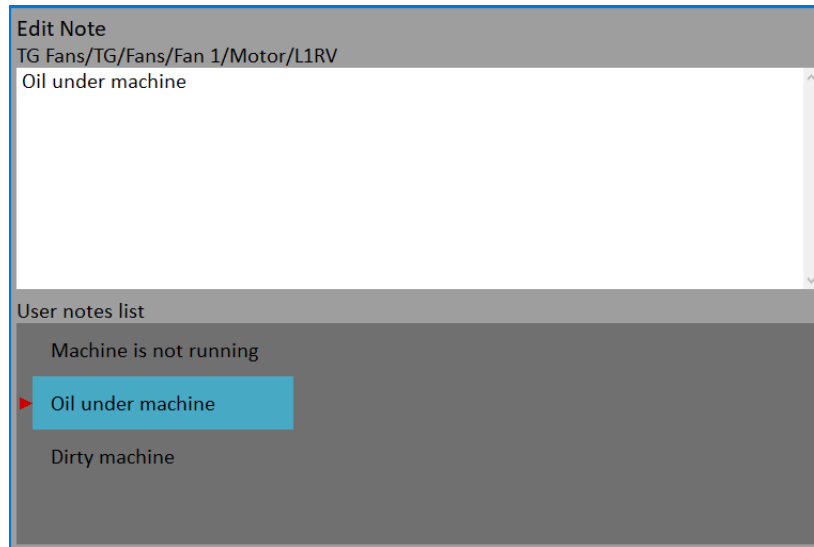 Edit Note
TG Fans/TG/Fans/Fan 1/Motor/L1RV
Oil under machine
User notes list
Machine is not running
Oil under machine
Dirty machine